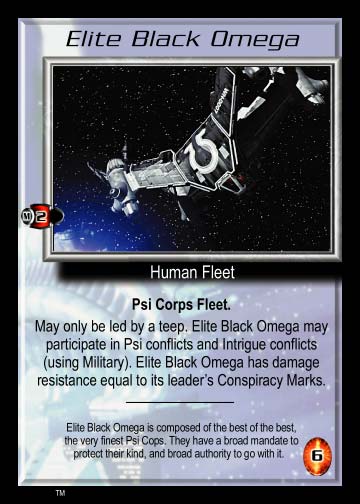 Elite Black Omega
M 2
Human Fleet
Psi Corps Fleet.
May only be led by a teep. Elite Black Omega may
participate in Psi conflicts and Intrigue conflicts
(using Military). Elite Black Omega has damage
resistance equal to its leader's Conspiracy Marks.
Elite Black Omega is composed of the best of the best,
the very finest Psi Cops. They have a broad mandate to
protect their kind, and broad authority to go with it.
6
TM